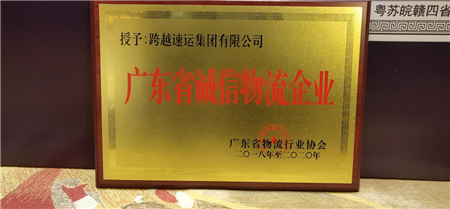 授予：跨越速运集团有限公司
广东省诚信物流企业
广东省物流行业协会
二〇一八年至二〇二〇年
粤苏皖赣四省